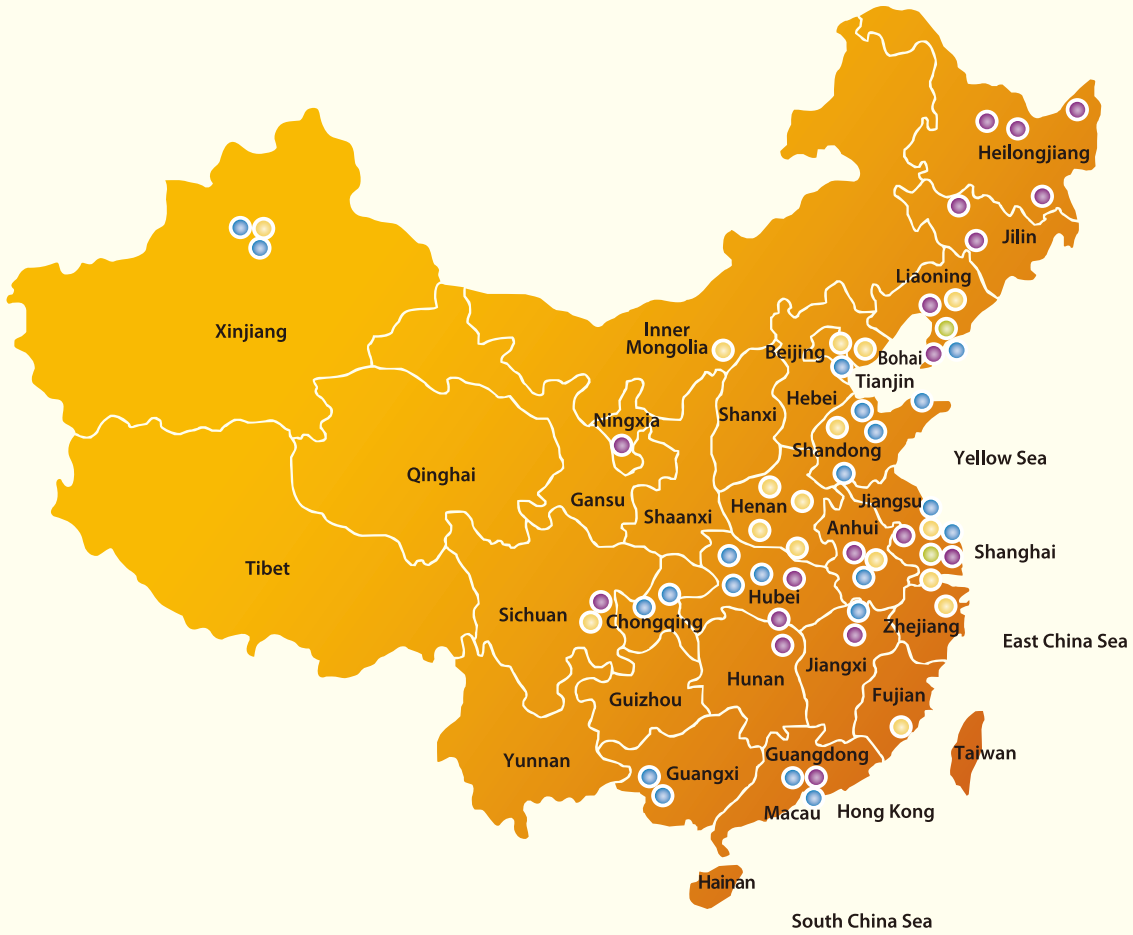 Heilongjiang
Jilin
Liaoning
Xinjiang
Inner
Mongolia
Beijing
Bohai
Tianjin
Hebei
Ningxia
Shanxi
Shandong
Yellow Sea
Qinghai
Gansu
Henan
Jiangsu
Shaanxi
Anhui
Shanghai
Tibet
Hubei
Sichuan
Chongqing
Zhejiang
East China Sea
Jiangxi
Hunan
Guizhou
Fujian
Yunnan
Guangxi
Guangdong
Taiwan
Macau
Hong Kong
Hainan
South China Sea